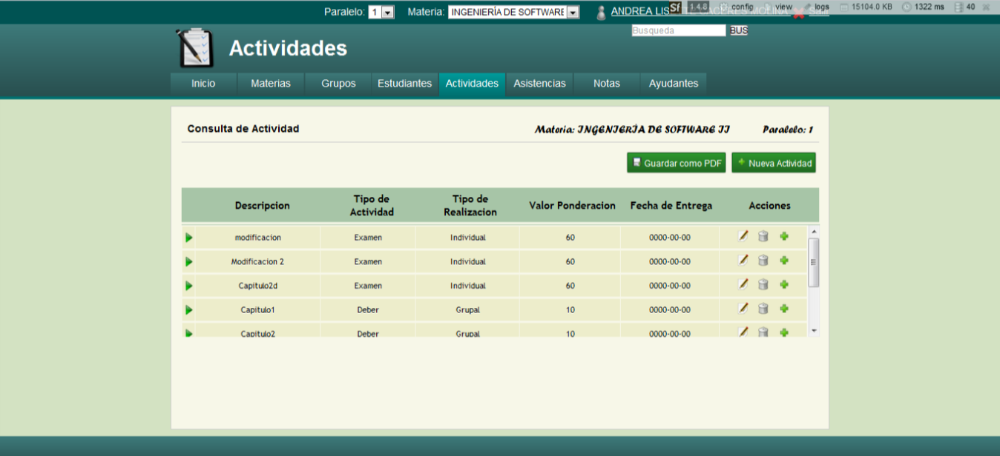 Paralelo: 1 Materia: INGENIERÍA DE SOFTWARE ANDREA LIS Sf 1.4.8 config view logs 15104.0 KB 1322 ms 40
Busqueda BUS
Actividades
Inicio Materias Grupos Estudiantes Actividades Asistencias Notas Ayudantes
Consulta de Actividad Materia: INGENIERÍA DE SOFTWARE II Paralelo: 1
Guardar como PDF Nueva Actividad
Descripcion Tipo de Actividad Tipo de Realizacion Valor Ponderacion Fecha de Entrega Acciones
modificacion Examen Individual 60 0000-00-00
Modificacion 2 Examen Individual 60 0000-00-00
Capitulo2d Examen Individual 60 0000-00-00
Capitulo1 Deber Grupal 10 0000-00-00
Capitulo2 Deber Grupal 10 0000-00-00